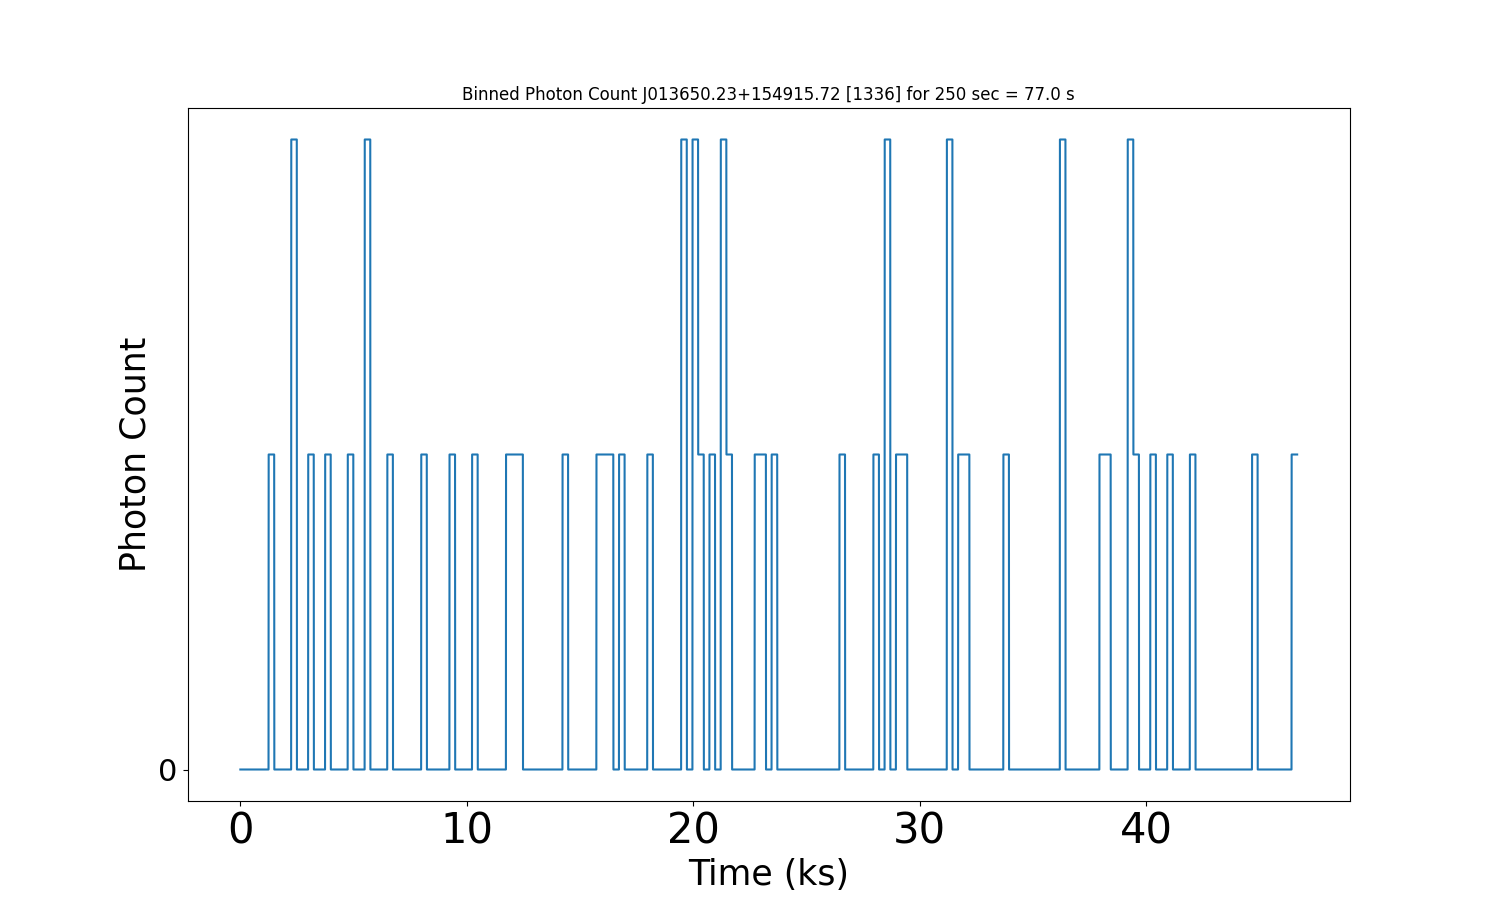 Binned Photon Count J013650.23+154915.72 [1336] for 250 sec = 77.0 s
Photon Count
0
0 10 20 30 40
Time (ks)